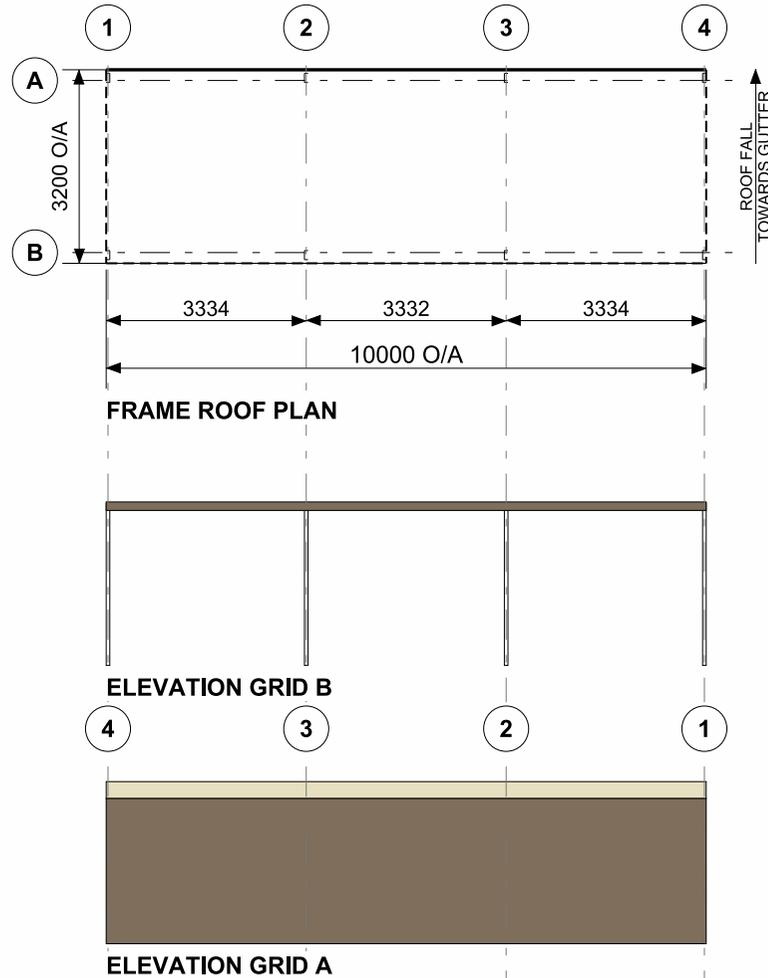 1 2 3 4
A
3200 O/A
B
ROOF FALL
TOWARDS GUTTER
3334 3332 3334
10000 O/A
FRAME ROOF PLAN
ELEVATION GRID B
4 3 2 1
ELEVATION GRID A